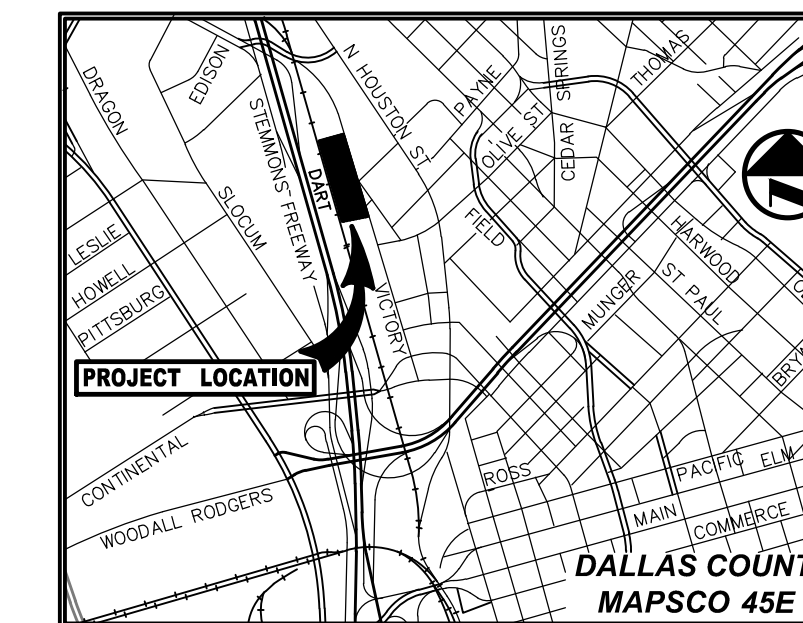 DRAGON
EDISON
N HOUSTON ST
PAYNE
CEDAR SPRINGS
THOMAS
OLIVE ST
STEMMONS FREEWAY
DART
SLOCUM
FIELD
HARWOOD
LESLIE
HOWELL
PITTSBURG
ST PAUL
MUNGER
VICTORY
PROJECT LOCATION
CONTINENTAL
WOODALL RODGERS
ROSS
PACIFIC
ELM
MAIN
COMMERCE
DALLAS COUNT
MAPSCO 45E
N